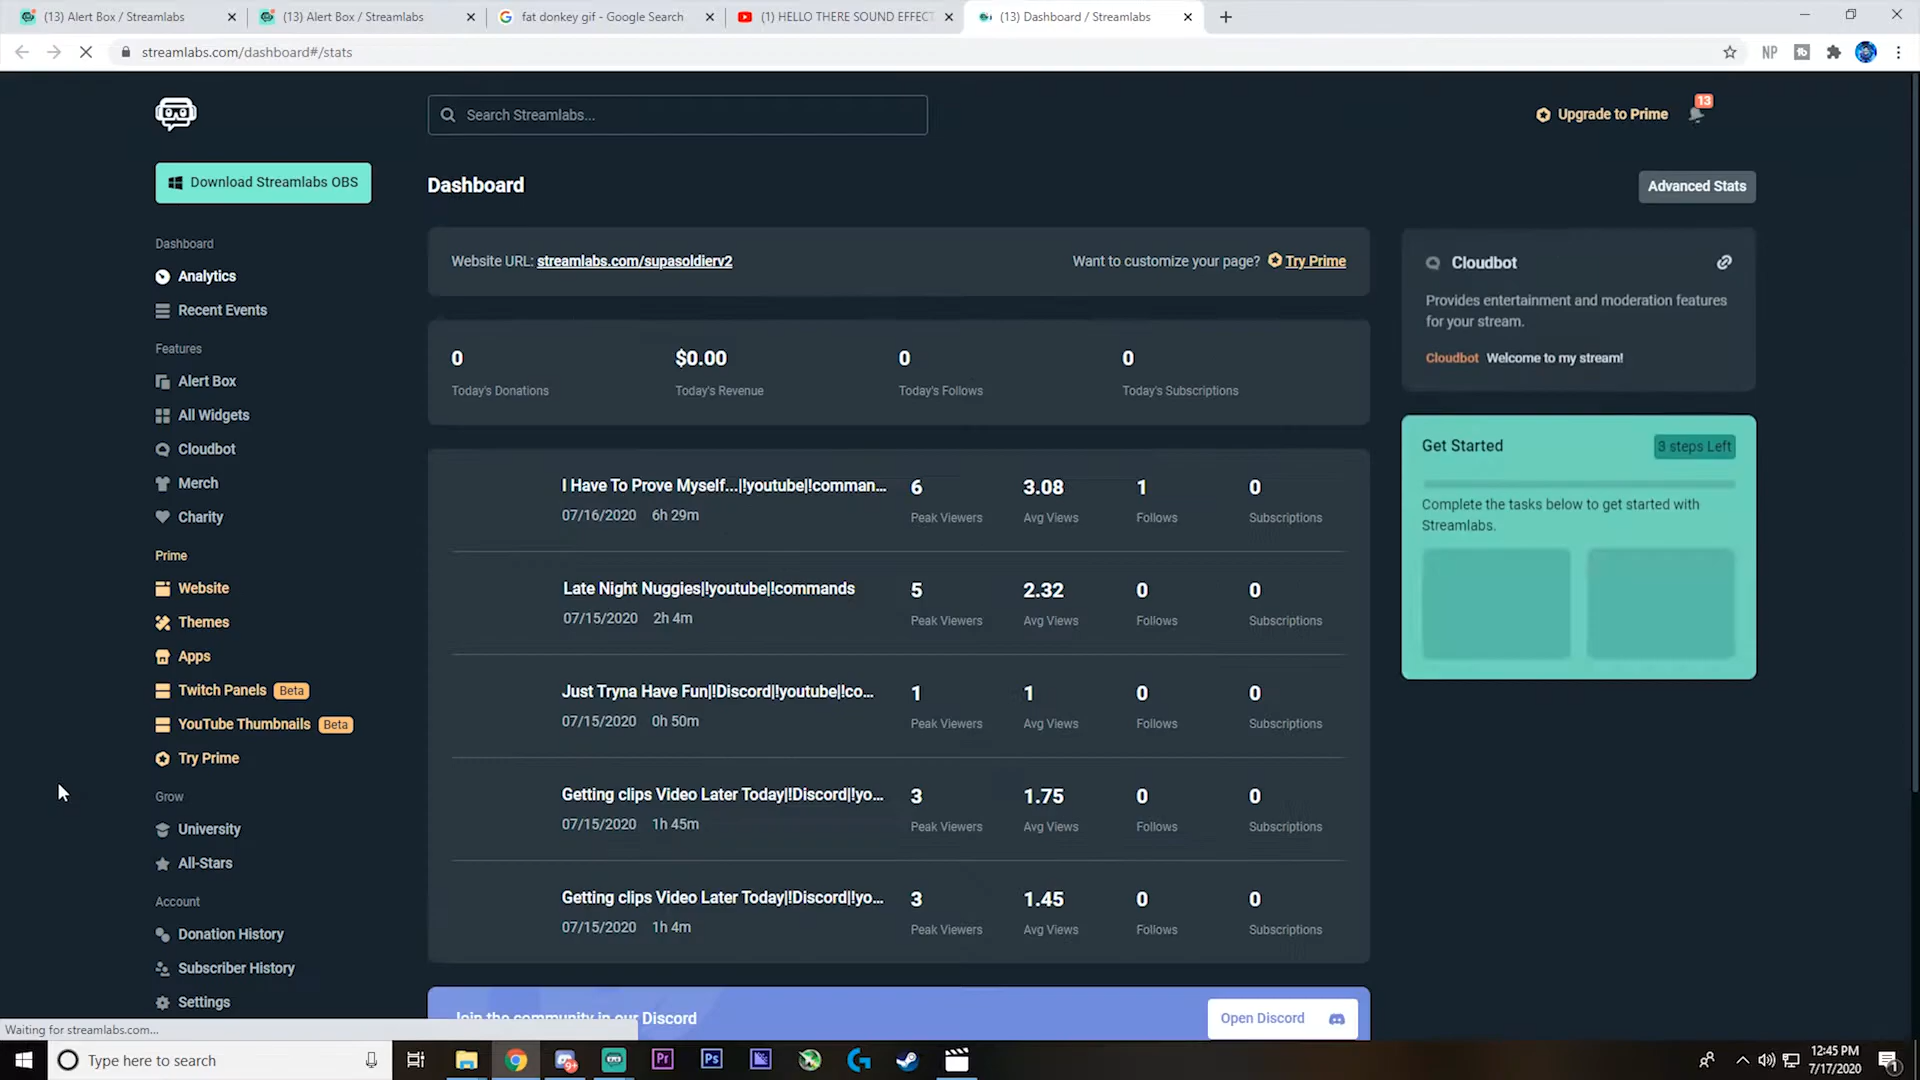 (13) Alert Box / Streamlabs
(13) Alert Box / Streamlabs
fat donkey gif - Google Search
(1) HELLO THERE SOUND EFFECT
(13) Dashboard / Streamlabs
streamlabs.com/dashboard#/stats
NP
Search Streamlabs...
Upgrade to Prime
13
Download Streamlabs OBS
Dashboard
Advanced Stats
Dashboard
Analytics
Recent Events
Features
Alert Box
All Widgets
Cloudbot
Merch
Charity
Prime
Website
Themes
Apps
Twitch Panels Beta
YouTube Thumbnails Beta
Try Prime
Grow
University
All-Stars
Account
Donation History
Subscriber History
Settings
Website URL: streamlabs.com/supasoldierv2
Want to customize your page? Try Prime
0 $0.00 0 0
Today's Donations Today's Revenue Today's Follows Today's Subscriptions
I Have To Prove Myself...|!youtube|!comman... 6 3.08 1 0
07/16/2020 6h 29m Peak Viewers Avg Views Follows Subscriptions
Late Night Nuggies|!youtube|!commands 5 2.32 0 0
07/15/2020 2h 4m Peak Viewers Avg Views Follows Subscriptions
Just Tryna Have Fun|!Discord|!youtube|!co... 1 1 0 0
07/15/2020 0h 50m Peak Viewers Avg Views Follows Subscriptions
Getting clips Video Later Today|!Discord|!yo... 3 1.75 0 0
07/15/2020 1h 45m Peak Viewers Avg Views Follows Subscriptions
Getting clips Video Later Today|!Discord|!yo... 3 1.45 0 0
07/15/2020 1h 4m Peak Viewers Avg Views Follows Subscriptions
Join the community in our Discord
Open Discord
Cloudbot
Provides entertainment and moderation features
for your stream.
Cloudbot Welcome to my stream!
Get Started
3 steps Left
Complete the tasks below to get started with
Streamlabs.
Waiting for streamlabs.com...
Type here to search
Pr
Ps
12:45 PM
7/17/2020
1